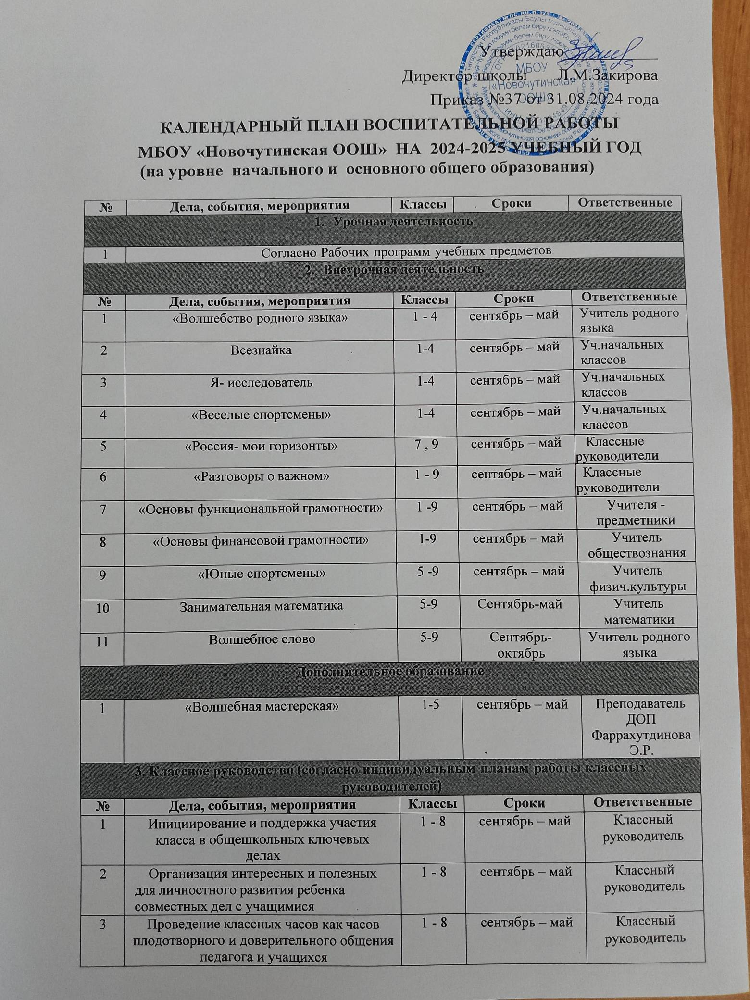 Утверждаю
Директор школы Л.М.Закирова
Приказ №37 от 31.08.2024 года
МБОУ
«Новочутинская
ООШ»
КАЛЕНДАРНЫЙ ПЛАН ВОСПИТАТЕЛЬНОЙ РАБОТЫ
МБОУ «Новочутинская ООШ» НА 2024-2025 УЧЕБНЫЙ ГОД
(на уровне начального и основного общего образования)
№ Дела, события, мероприятия Классы Сроки Ответственные
1. Урочная деятельность
1 Согласно Рабочих программ учебных предметов
2. Внеурочная деятельность
№ Дела, события, мероприятия Классы Сроки Ответственные
1 «Волшебство родного языка» 1 - 4 сентябрь – май Учитель родного
языка
2 Всезнайка 1-4 сентябрь – май Уч.начальных
классов
3 Я- исследователь 1-4 сентябрь – май Уч.начальных
классов
4 «Веселые спортсмены» 1-4 сентябрь – май Уч.начальных
классов
5 «Россия- мои горизонты» 7 , 9 сентябрь – май Классные
руководители
6 «Разговоры о важном» 1 - 9 сентябрь – май Классные
руководители
7 «Основы функциональной грамотности» 1 -9 сентябрь – май Учителя -
предметники
8 «Основы финансовой грамотности» 1-9 сентябрь – май Учитель
обществознания
9 «Юные спортсмены» 5 -9 сентябрь – май Учитель
физич.культуры
10 Занимательная математика 5-9 Сентябрь-май Учитель
математики
11 Волшебное слово 5-9 Сентябрь- Учитель родного
октябрь языка
Дополнительное образование
1 «Волшебная мастерская» 1-5 сентябрь – май Преподаватель
ДОП
Фаррахутдинова
Э.Р.
3. Классное руководство (согласно индивидуальным планам работы классных
руководителей)
№ Дела, события, мероприятия Классы Сроки Ответственные
1 Инициирование и поддержка участия 1 - 8 сентябрь – май Классный
класса в общешкольных ключевых руководитель
делах
2 Организация интересных и полезных 1 - 8 сентябрь – май Классный
для личностного развития ребенка руководитель
совместных дел с учащимися
3 Проведение классных часов как часов 1 - 8 сентябрь – май Классный
плодотворного и доверительного общения руководитель
педагога и учащихся